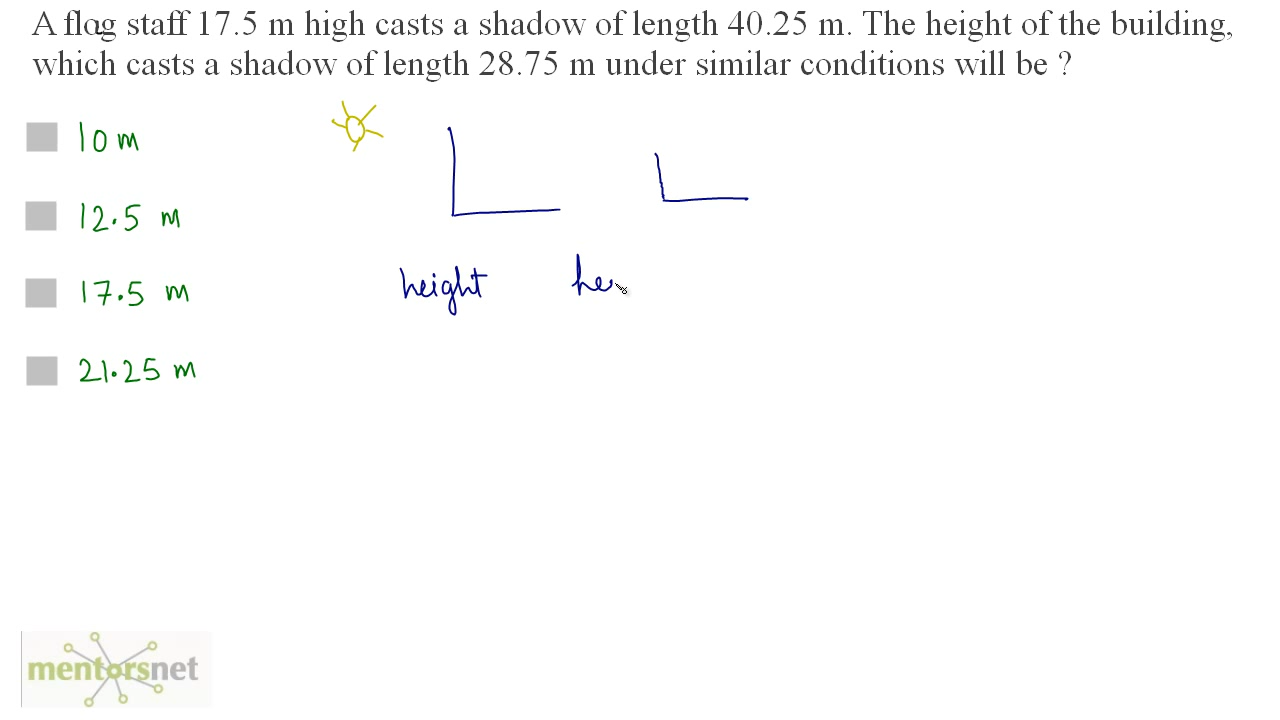 A flag staff 17.5 m high casts a shadow of length 40.25 m. The height of the building,
which casts a shadow of length 28.75 m under similar conditions will be ?
10 m
12.5 m
17.5 m
21.25 m
height he
mentorsnet